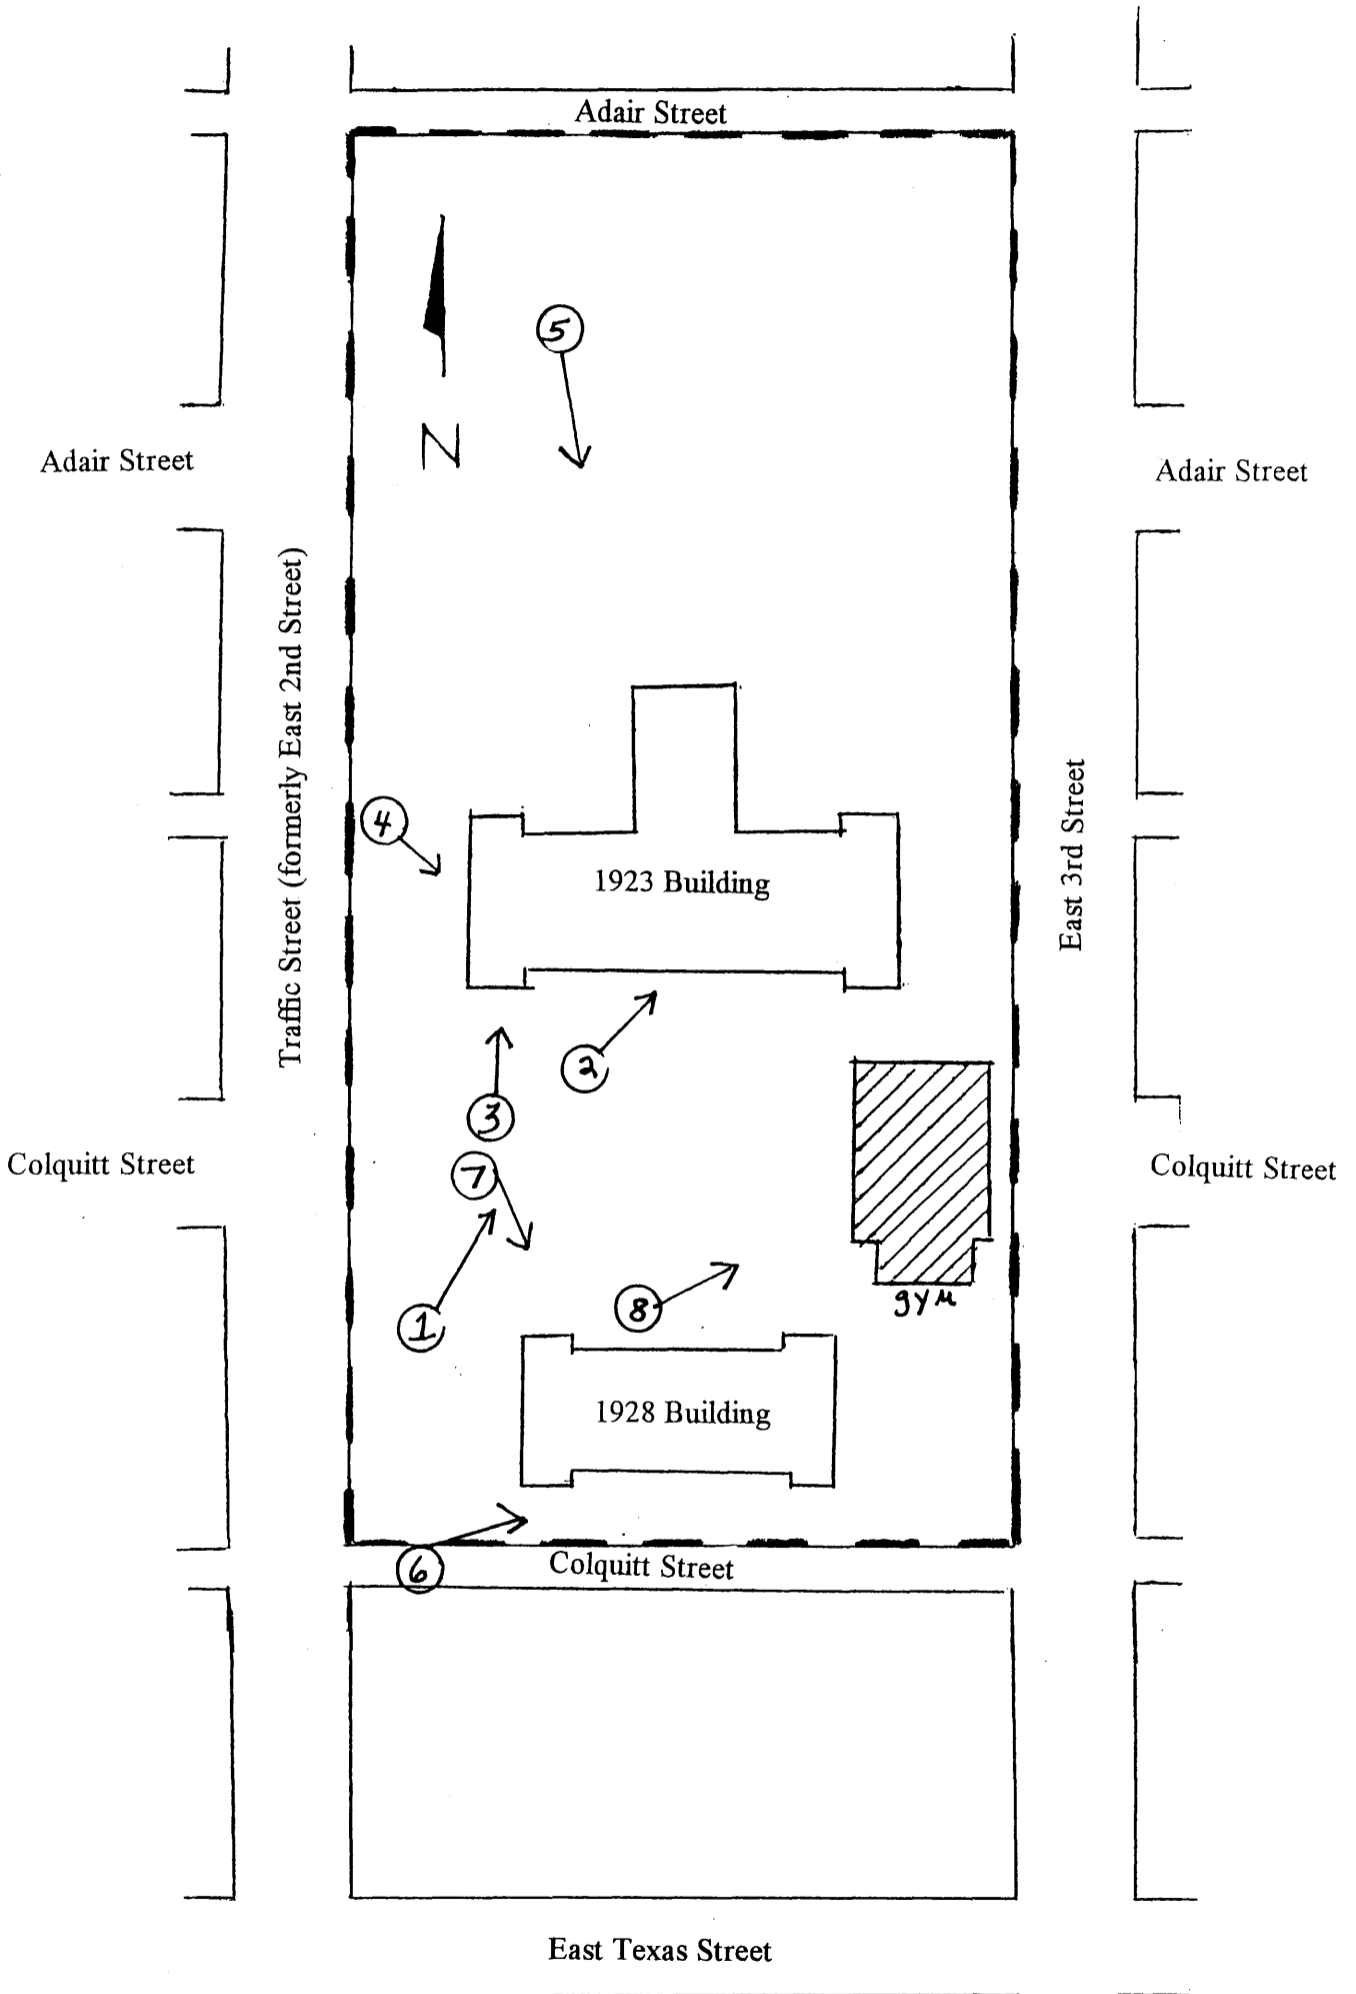 Adair Street
5
N
Adair Street
Adair Street
Traffic Street (formerly East 2nd Street)
East 3rd Street
4
1923 Building
2
3
Colquitt Street
7
Colquitt Street
8
gym
1
1928 Building
6
Colquitt Street
East Texas Street